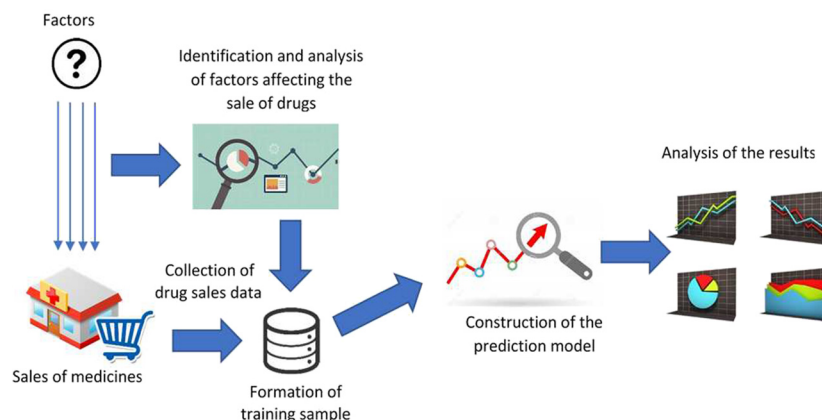 Factors
?
Identification and analysis
of factors affecting the
sale of drugs
Analysis of the results
Collection of
drug sales data
Construction of the
prediction model
Sales of medicines
Formation of
training sample